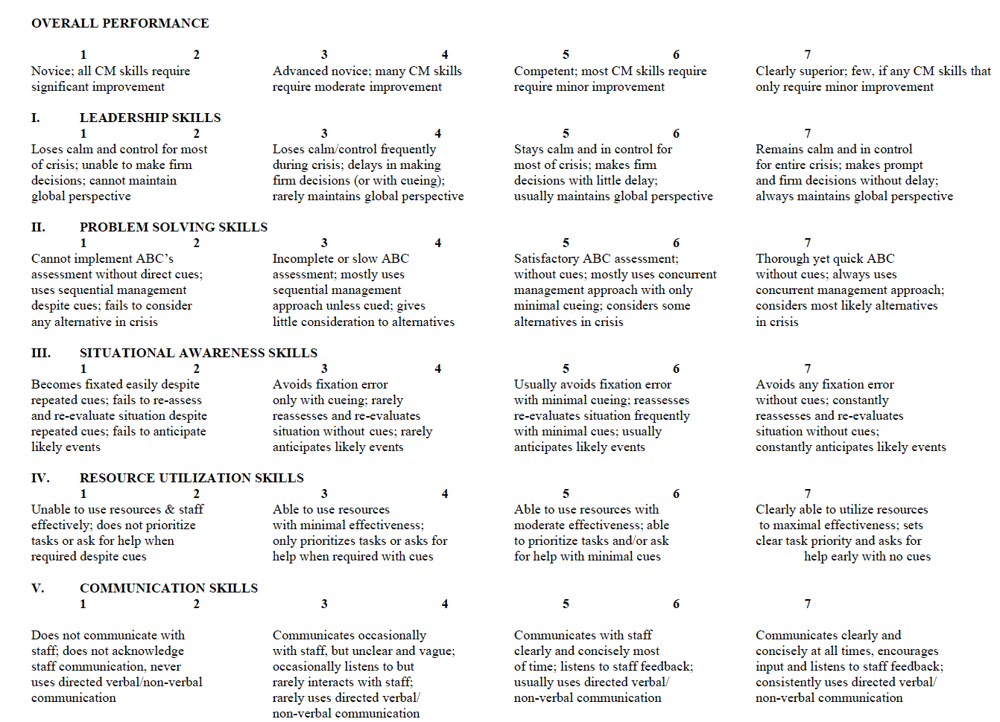 OVERALL PERFORMANCE
1 2 3 4 5 6 7
Novice; all CM skills require Advanced novice; many CM skills Competent; most CM skills require Clearly superior; few, if any CM skills that
significant improvement require moderate improvement require minor improvement only require minor improvement
I. LEADERSHIP SKILLS
1 2 3 4 5 6 7
Loses calm and control for most Loses calm/control frequently Stays calm and in control for Remains calm and in control
of crisis; unable to make firm during crisis; delays in making most of crisis; makes firm for entire crisis; makes prompt
decisions; cannot maintain firm decisions (or with cueing); decisions with little delay; and firm decisions without delay;
global perspective rarely maintains global perspective usually maintains global perspective always maintains global perspective
II. PROBLEM SOLVING SKILLS
1 2 3 4 5 6 7
Cannot implement ABC’s Incomplete or slow ABC Satisfactory ABC assessment; Thorough yet quick ABC
assessment without direct cues; assessment; mostly uses without cues; mostly uses concurrent without cues; always uses
uses sequential management sequential management management approach with only concurrent management approach;
despite cues; fails to consider approach unless cued; gives minimal cueing; considers some considers most likely alternatives
any alternative in crisis little consideration to alternatives alternatives in crisis in crisis
III. SITUATIONAL AWARENESS SKILLS
1 2 3 4 5 6 7
Becomes fixated easily despite Avoids fixation error Usually avoids fixation error Avoids any fixation error
repeated cues; fails to re-assess only with cueing; rarely with minimal cueing; reassesses without cues; constantly
and re-evaluate situation despite reassesses and re-evaluates re-evaluates situation frequently reassesses and re-evaluates
repeated cues; fails to anticipate situation without cues; rarely with minimal cues; usually situation without cues;
likely events anticipates likely events anticipates likely events constantly anticipates likely events
IV. RESOURCE UTILIZATION SKILLS
1 2 3 4 5 6 7
Unable to use resources & staff Able to use resources Able to use resources with Clearly able to utilize resources
effectively; does not prioritize with minimal effectiveness; moderate effectiveness; able to maximal effectiveness; sets
tasks or ask for help when only prioritizes tasks or asks for to prioritize tasks and/or ask clear task priority and asks for
required despite cues help when required with cues for help with minimal cues help early with no cues
V. COMMUNICATION SKILLS
1 2 3 4 5 6 7
Does not communicate with Communicates occasionally Communicates with staff Communicates clearly and
staff; does not acknowledge with staff, but unclear and vague; clearly and concisely most concisely at all times, encourages
staff communication, never occasionally listens to but of time; listens to staff feedback; input and listens to staff feedback;
uses directed verbal/non-verbal rarely interacts with staff; usually uses directed verbal/ consistently uses directed verbal/
communication rarely uses directed verbal/ non-verbal communication non-verbal communication
non-verbal communication